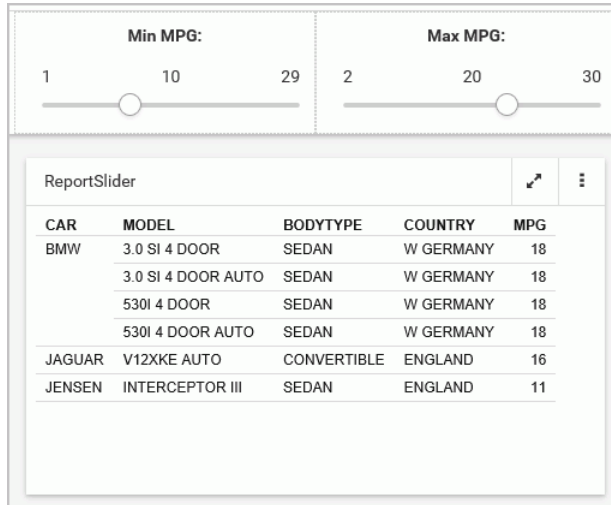 Min MPG: Max MPG:
1 10 29 2 20 30
ReportSlider
CAR MODEL BODYTYPE COUNTRY MPG
BMW 3.0 SI 4 DOOR SEDAN W GERMANY 18
3.0 SI 4 DOOR AUTO SEDAN W GERMANY 18
530I 4 DOOR SEDAN W GERMANY 18
530I 4 DOOR AUTO SEDAN W GERMANY 18
JAGUAR V12XKE AUTO CONVERTIBLE ENGLAND 16
JENSEN INTERCEPTOR III SEDAN ENGLAND 11